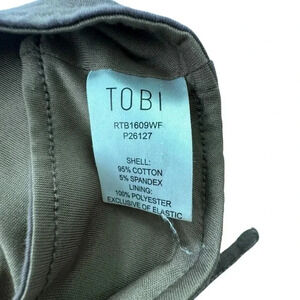 TOBI
RTB1609WF
P26127
SHELL:
95% COTTON
5% SPANDEX
LINING:
100% POLYESTER
EXCLUSIVE OF ELASTIC